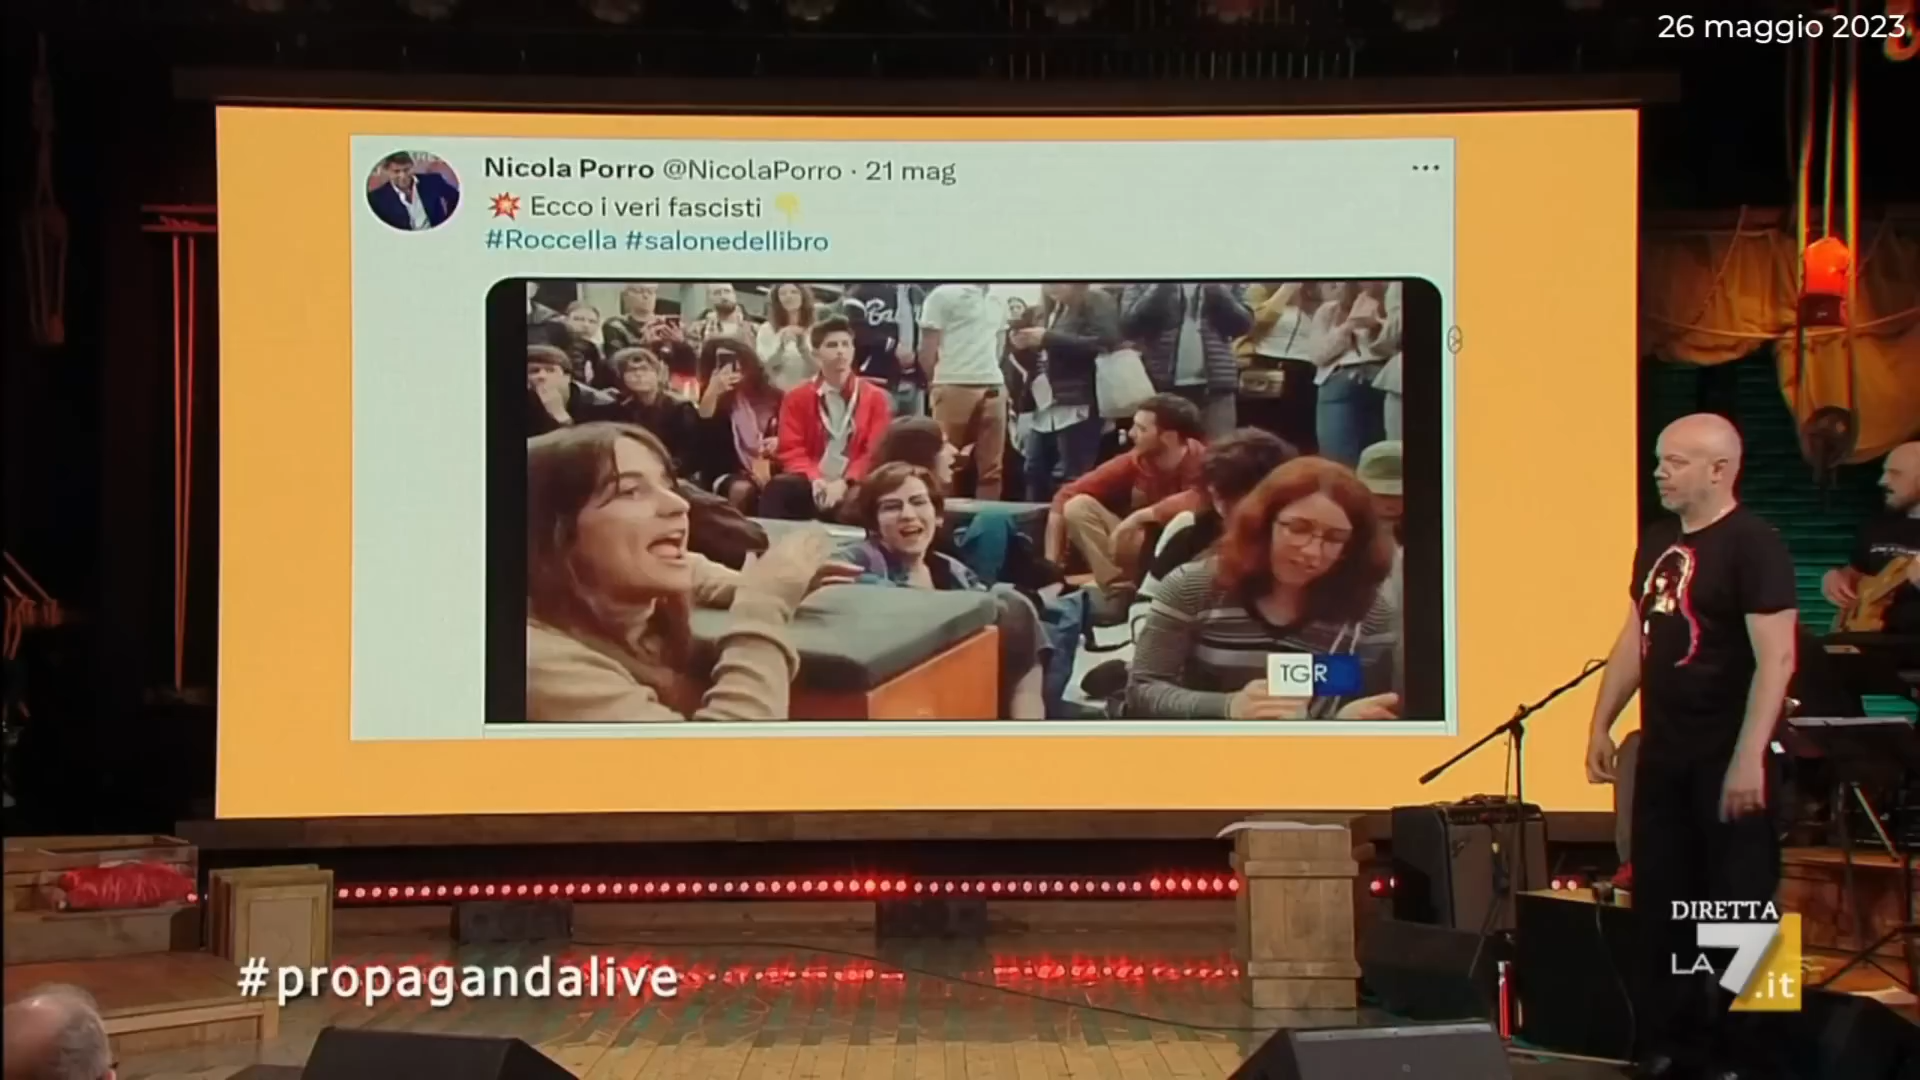 26 maggio 2023
Nicola Porro @NicolaPorro · 21 mag
💥 Ecco i veri fascisti 👇
#Roccella #salonedellibro
TGR
#propagandalive
DIRETTA
LA7.it